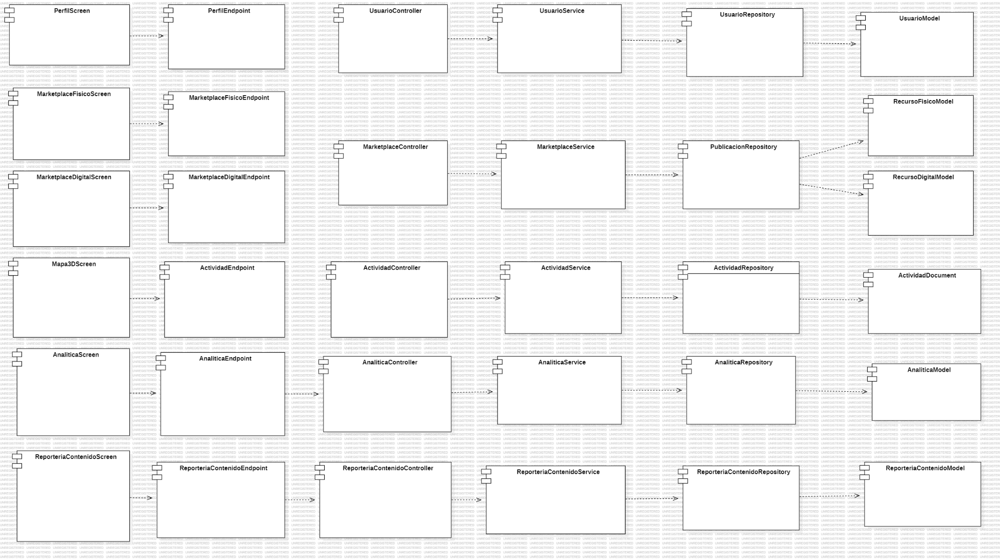 PerfilScreen
PerfilEndpoint
UsuarioController
UsuarioService
UsuarioRepository
UsuarioModel
MarketplaceFisicoScreen
MarketplaceFisicoEndpoint
RecursoFisicoModel
MarketplaceController
MarketplaceService
PublicacionRepository
MarketplaceDigitalScreen
MarketplaceDigitalEndpoint
RecursoDigitalModel
Mapa3DScreen
ActividadEndpoint
ActividadController
ActividadService
ActividadRepository
ActividadDocument
AnaliticaScreen
AnaliticaEndpoint
AnaliticaController
AnaliticaService
AnaliticaRepository
AnaliticaModel
ReporteriaContenidoScreen
ReporteriaContenidoEndpoint
ReporteriaContenidoController
ReporteriaContenidoService
ReporteriaContenidoRepository
ReporteriaContenidoModel
UNREGISTERED